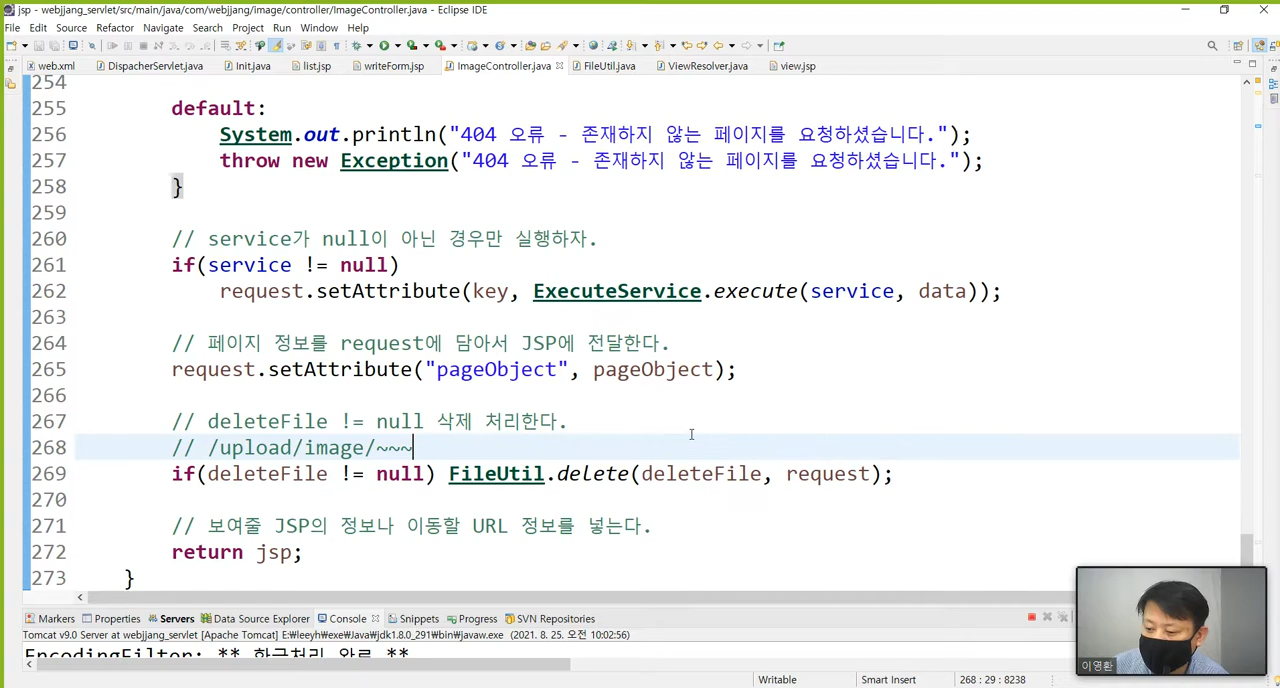 jsp - webjjang_servlet/src/main/java/com/webjjang/image/controller/ImageController.java - Eclipse IDE
File Edit Source Refactor Navigate Search Project Run Window Help
web.xml DispacherServlet.java Init.java list.jsp writeForm.jsp ImageController.java FileUtil.java ViewResolver.java view.jsp
254
255 default:
256 System.out.println("404 오류 - 존재하지 않는 페이지를 요청하셨습니다.");
257 throw new Exception("404 오류 - 존재하지 않는 페이지를 요청하셨습니다.");
258 }
259
260 // service가 null이 아닌 경우만 실행하자.
261 if(service != null)
262 request.setAttribute(key, ExecuteService.execute(service, data));
263
264 // 페이지 정보를 request에 담아서 JSP에 전달한다.
265 request.setAttribute("pageObject", pageObject);
266
267 // deleteFile != null 삭제 처리한다.
268 // /upload/image/~~~
269 if(deleteFile != null) FileUtil.delete(deleteFile, request);
270
271 // 보여줄 JSP의 정보나 이동할 URL 정보를 넣는다.
272 return jsp;
273 }
Markers Properties Servers Data Source Explorer Console Snippets Progress SVN Repositories
Tomcat v9.0 Server at webjjang_servlet [Apache Tomcat] E:₩leeyh₩exe₩Java₩jdk1.8.0_291₩bin₩javaw.exe (2021. 8. 25. 오전 10:02:56)
EncodingFilter: ** 한글처리 완료 **
이영환
Writable Smart Insert 268 : 29 : 8238